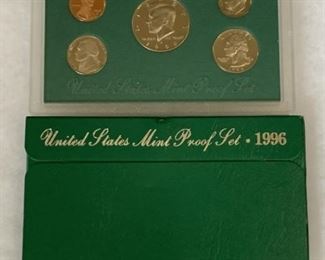 United States Mint Proof Set
United States Mint Proof Set • 1996